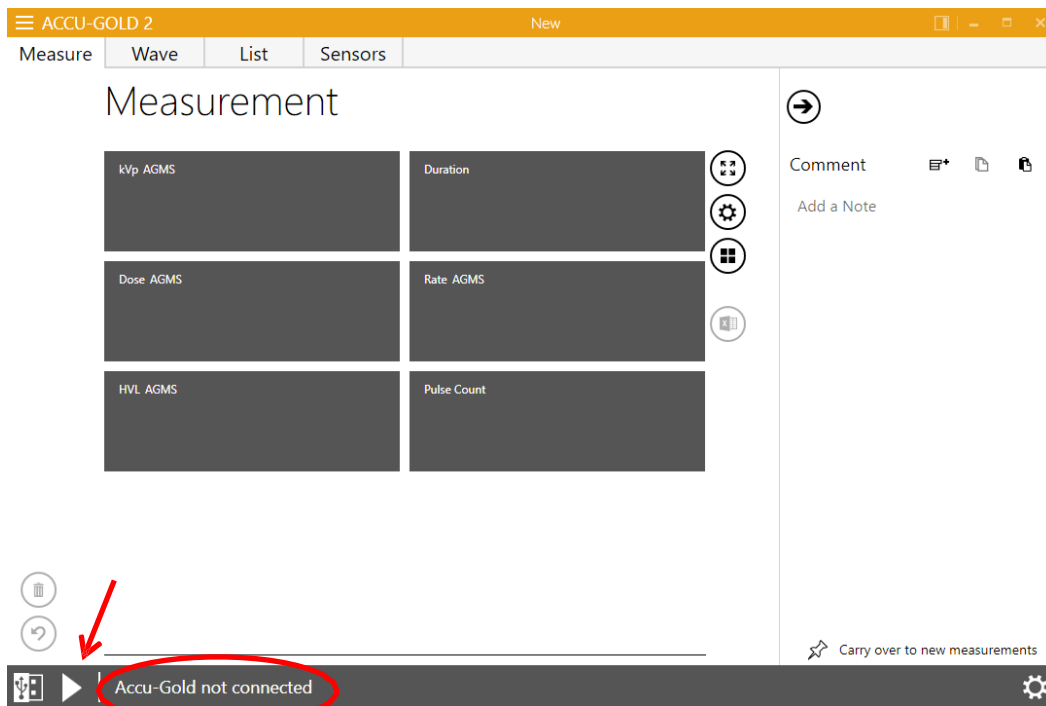 ACCU-GOLD 2
New
Measure
Wave
List
Sensors
Measurement
kVp AGMS
Duration
Dose AGMS
Rate AGMS
HVL AGMS
Pulse Count
Comment
Add a Note
Carry over to new measurements
Accu-Gold not connected